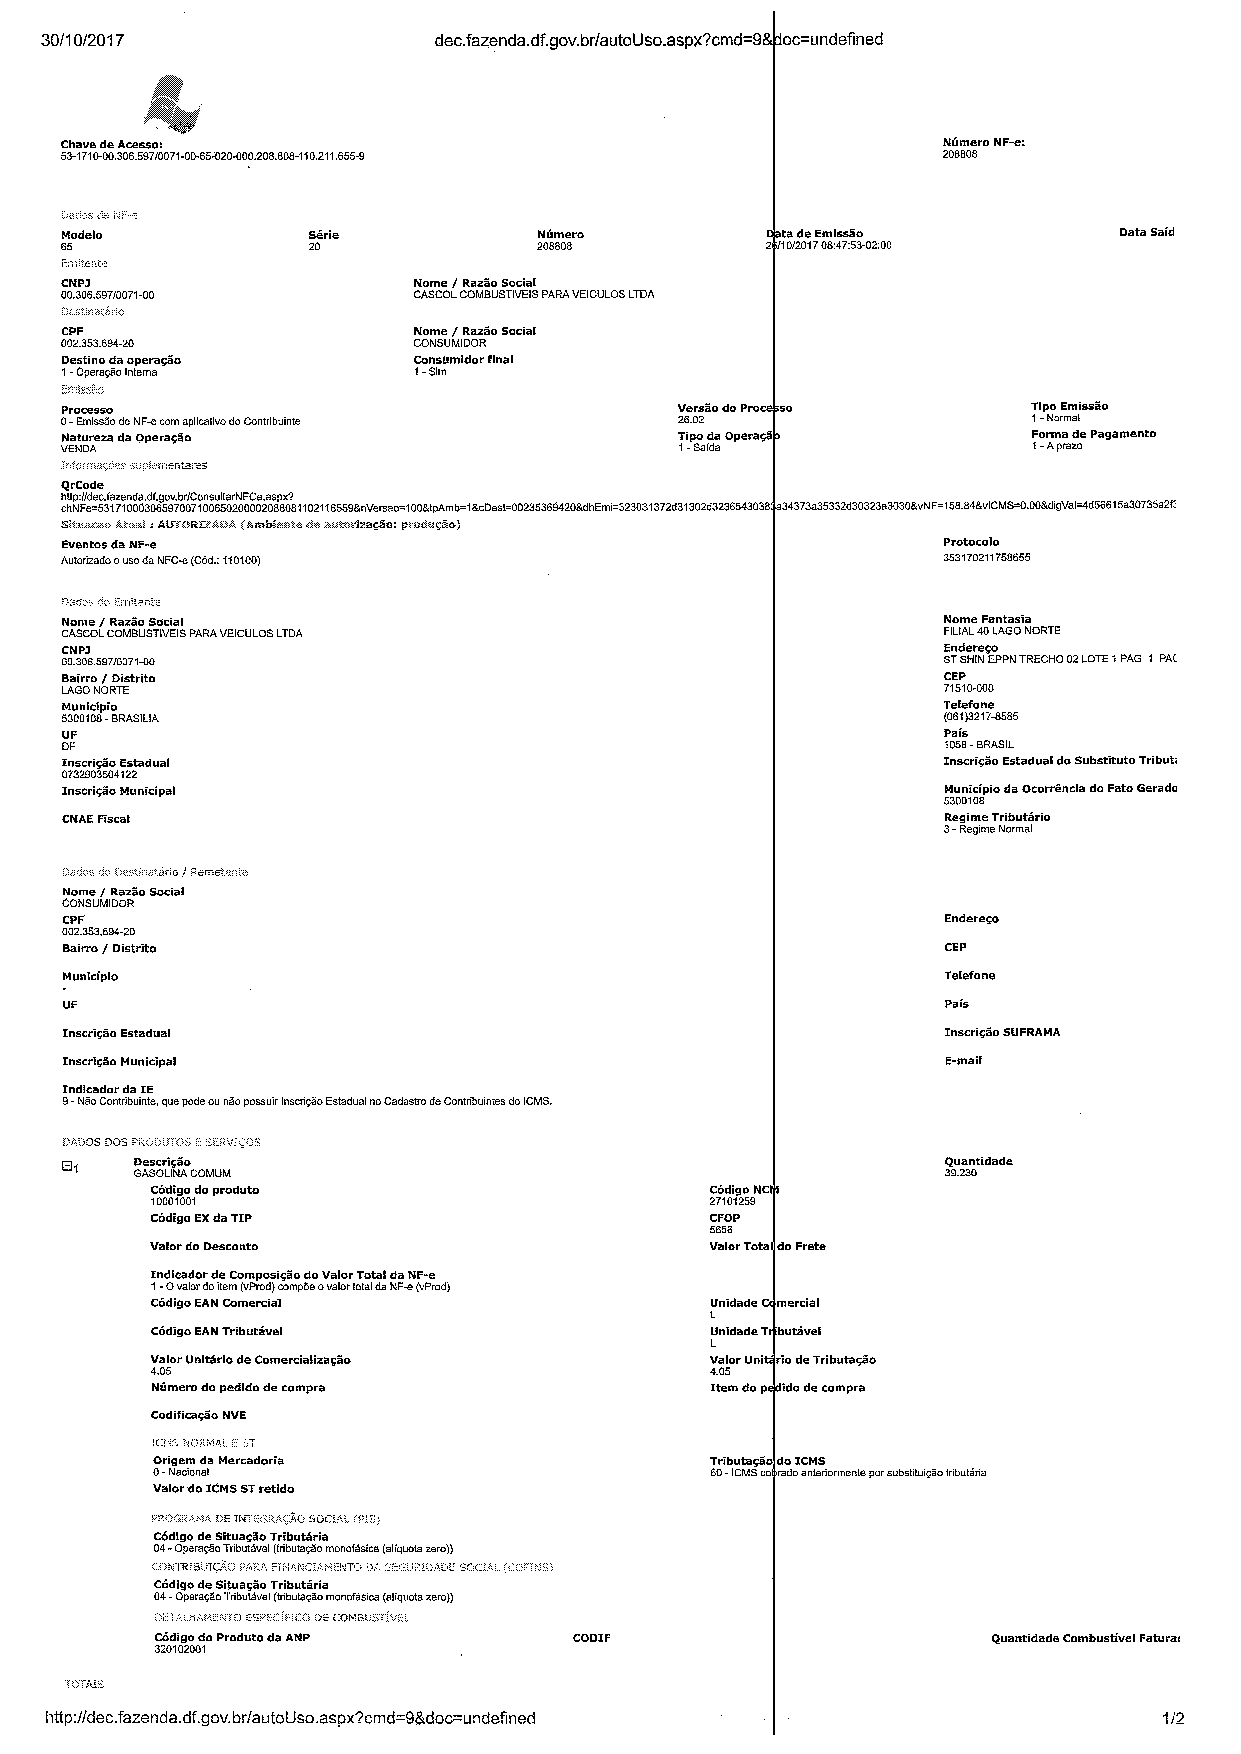 30/10/2017 dec.fazenda.df.gov.br/autoUso.aspx?cmd=9&doc=undefined
Chave de Acesso: Número NF-e:
53-1710-00.306.597/0071-00-65-020-000.208.808-110.211.655-9 208808
Dados da NF-e
Modelo Série Número Data de Emissão Data Saíd
65 20 208808 26/10/2017 08:47:53-02:00
Emitente
CNPJ Nome / Razão Social
00.306.597/0071-00 CASCOL COMBUSTIVEIS PARA VEICULOS LTDA
Destinatário
CPF Nome / Razão Social
002.353.694-20 CONSUMIDOR
Destino da operação Consumidor final
1 - Operação Interna 1 - Sim
Emissão
Processo Versão do Processo Tipo Emissão
0 - Emissão de NF-e com aplicativo do Contribuinte 26.02 1 - Normal
Natureza da Operação Tipo da Operação Forma de Pagamento
VENDA 1 - Saída 1 - A prazo
Informações suplementares
QrCode
http://dec.fazenda.df.gov.br/ConsultarNFCe.aspx?
chNFe=53171000306597007100650200002088081102116559&nVersao=100&tpAmb=1&cDest=00235369420&dhEmi=323031372d31302d32365430383a34373a35332d30323a3030&vNF=158.84&vICMS=0.00&digVal=4d56615a30735a2f3
Situacao Atual : AUTORIZADA (Ambiente de autorização: produção)
Eventos da NF-e Protocolo
Autorizado o uso da NFC-e (Cód.: 110100) 353170211758655
Dados do Emitente
Nome / Razão Social Nome Fantasia
CASCOL COMBUSTIVEIS PARA VEICULOS LTDA FILIAL 40 LAGO NORTE
CNPJ Endereço
00.306.597/0071-00 ST SHIN EPPN TRECHO 02 LOTE 1 PAG 1 PAC
Bairro / Distrito CEP
LAGO NORTE 71510-000
Município Telefone
5300108 - BRASILIA (061)3217-8585
UF País
DF 1058 - BRASIL
Inscrição Estadual Inscrição Estadual do Substituto Tributá
0732903504122
Inscrição Municipal Município da Ocorrência do Fato Gerado
5300108
CNAE Fiscal Regime Tributário
3 - Regime Normal
Dados do Destinatário / Remetente
Nome / Razão Social
CONSUMIDOR
CPF Endereço
002.353.694-20
Bairro / Distrito CEP
Município Telefone
-
UF País
Inscrição Estadual Inscrição SUFRAMA
Inscrição Municipal E-mail
Indicador da IE
9 - Não Contribuinte, que pode ou não possuir Inscrição Estadual no Cadastro de Contribuintes do ICMS.
DADOS DOS PRODUTOS E SERVIÇOS
1 Descrição Quantidade
GASOLINA COMUM 39.230
Código do produto Código NCM
10001001 27101259
Código EX da TIP CFOP
5656
Valor do Desconto Valor Total do Frete
Indicador de Composição do Valor Total da NF-e
1 - O valor do item (vProd) compõe o valor total da NF-e (vProd)
Código EAN Comercial Unidade Comercial
L
Código EAN Tributável Unidade Tributável
L
Valor Unitário de Comercialização Valor Unitário de Tributação
4.05 4.05
Número do pedido de compra Item do pedido de compra
Codificação NVE
ICMS NORMAL E ST
Origem da Mercadoria Tributação do ICMS
0 - Nacional 60 - ICMS cobrado anteriormente por substituição tributária
Valor do ICMS ST retido
PROGRAMA DE INTEGRAÇÃO SOCIAL (PIS)
Código de Situação Tributária
04 - Operação Tributável (tributação monofásica (alíquota zero))
CONTRIBUIÇÃO PARA FINANCIAMENTO DA SEGURIDADE SOCIAL (COFINS)
Código de Situação Tributária
04 - Operação Tributável (tributação monofásica (alíquota zero))
DETALHAMENTO ESPECÍFICO DE COMBUSTÍVEL
Código do Produto da ANP CODIF Quantidade Combustível Fatura
320102001
TOTAIS
http://dec.fazenda.df.gov.br/autoUso.aspx?cmd=9&doc=undefined 1/2